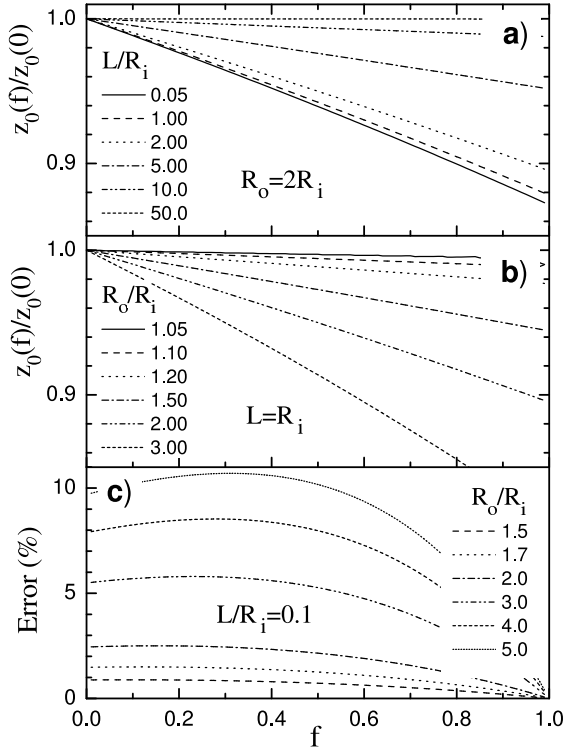 1.0
0.9
z0(f)/z0(0)
a)
L/Ri
0.05
1.00
2.00
5.00
10.0
50.0
Ro=2Ri
1.0
0.9
z0(f)/z0(0)
b)
Ro/Ri
1.05
1.10
1.20
1.50
2.00
3.00
L=Ri
10
5
0
Error (%)
c)
Ro/Ri
1.5
1.7
2.0
3.0
4.0
5.0
L/Ri=0.1
0.0 0.2 0.4 0.6 0.8 1.0
f